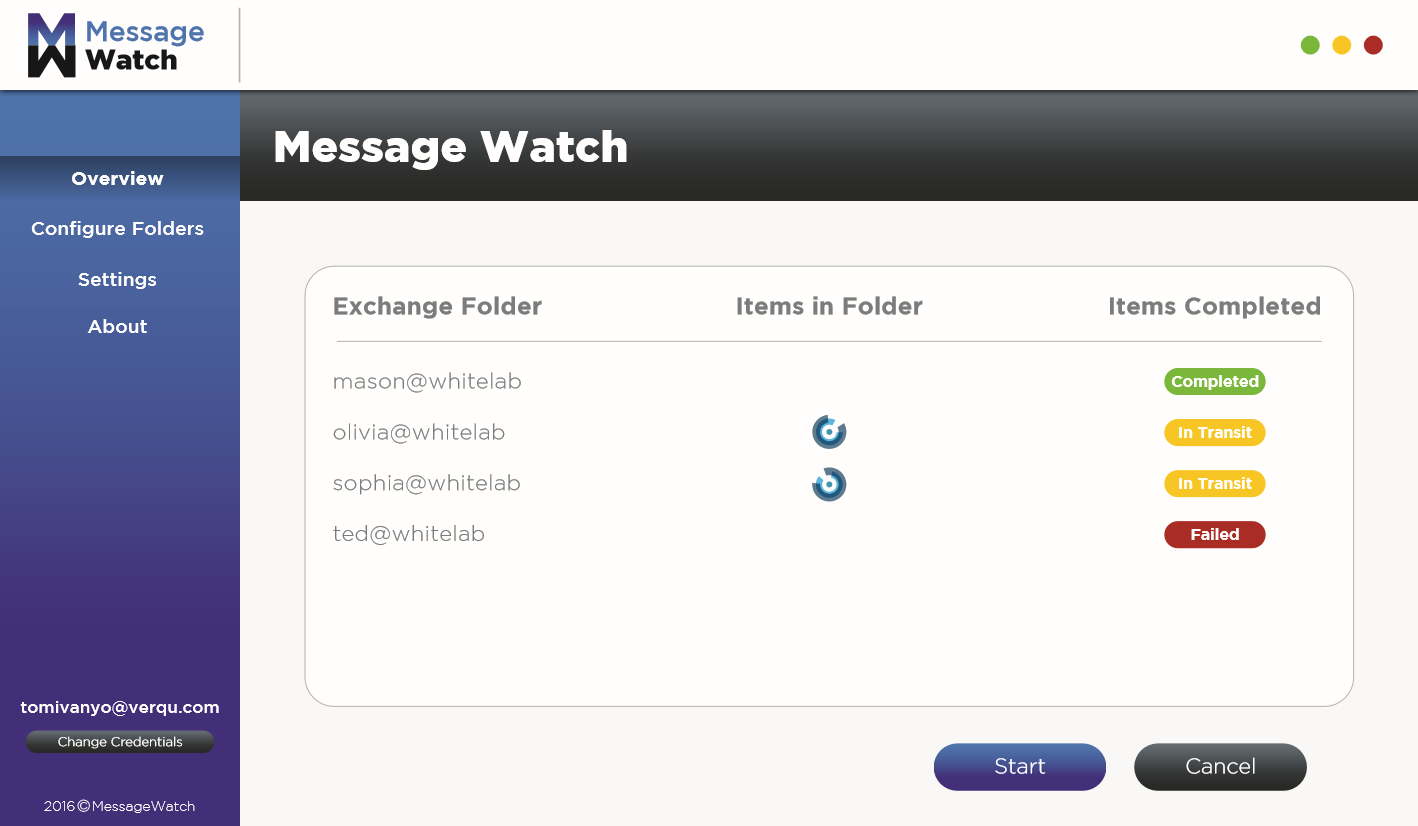 Message
Watch
Message Watch
Overview
Configure Folders
Settings
About
Exchange Folder Items in Folder Items Completed
mason@whitelab Completed
olivia@whitelab In Transit
sophia@whitelab In Transit
ted@whitelab Failed
tomivanyo@verqu.com
Change Credentials
2016©MessageWatch
Start Cancel